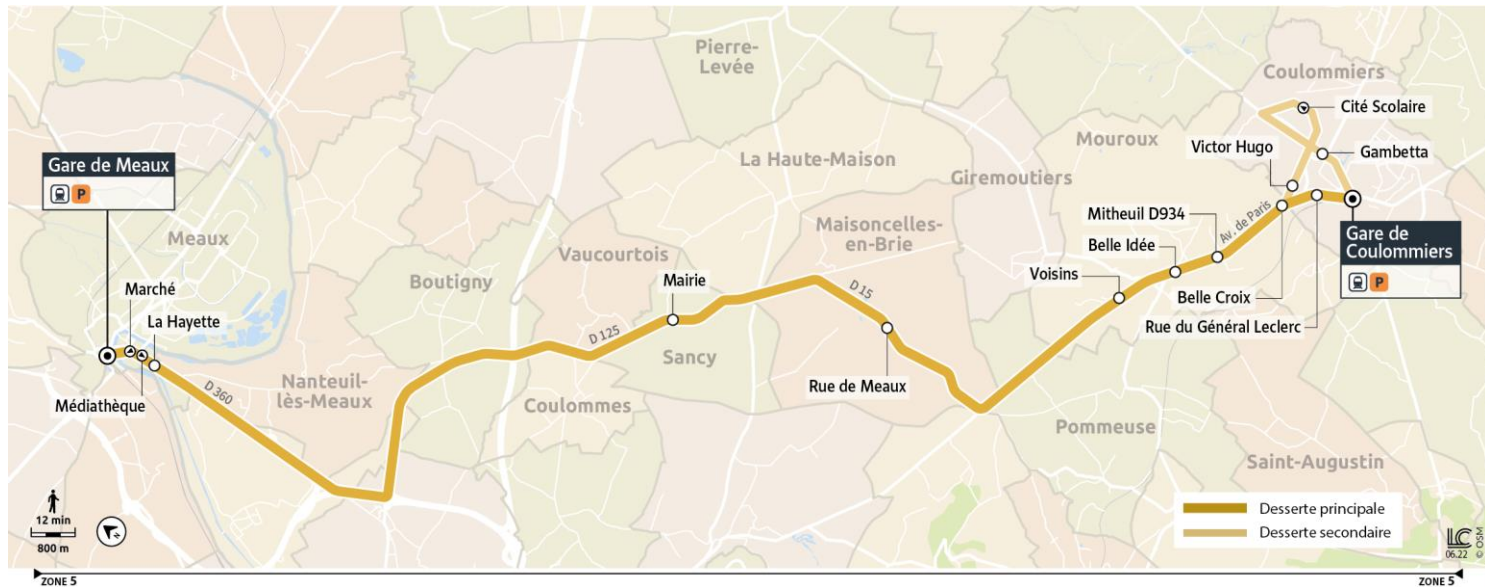 Pierre-
Levée
Coulommiers
Cité Scolaire
Mouroux
Victor Hugo
Gambetta
Gare de Meaux
P
La Haute-Maison
Giremoutiers
Meaux
Maisoncelles-
en-Brie
Mitheuil D934
Av. de Paris
Gare de
Coulommiers
P
Vaucourtois
Boutigny
Belle Idée
Mairie
Voisins
Marché
D 15
Belle Croix
La Hayette
Rue du Général Leclerc
D 125
Sancy
Nanteuil-
lès-Meaux
D 360
Médiathèque
Rue de Meaux
Coulommes
Pommeuse
Saint-Augustin
12 min
800 m
Desserte principale
Desserte secondaire
LC
06.22
© OSM
ZONE 5
ZONE 5